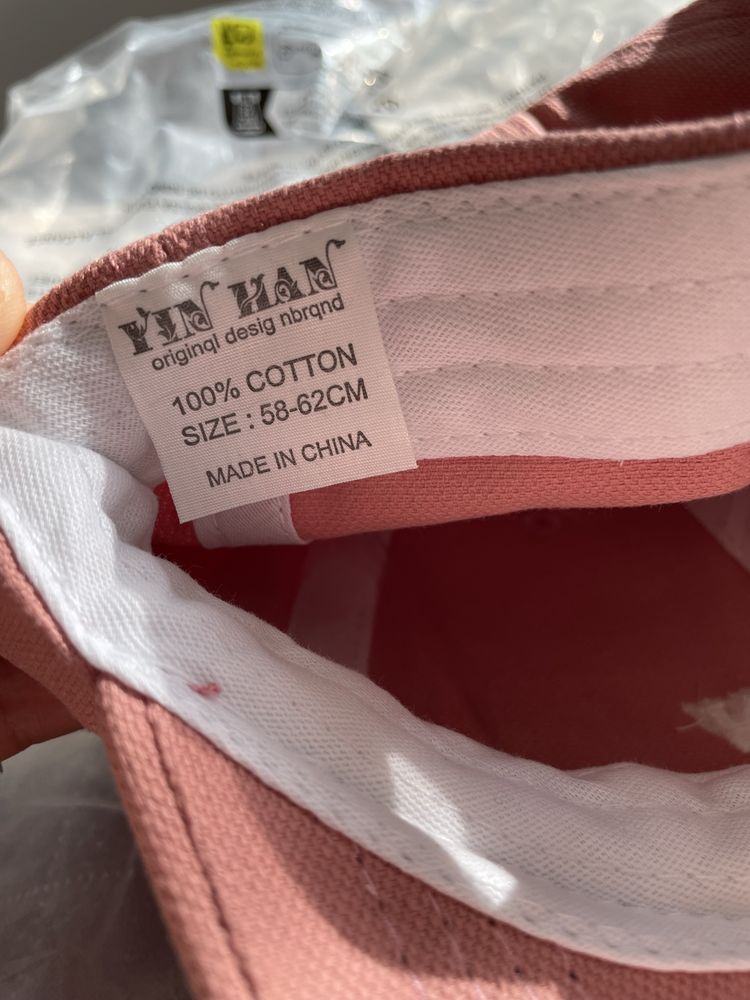 YIN HAN
originql desig nbrqnd
100% COTTON
SIZE : 58-62CM
MADE IN CHINA